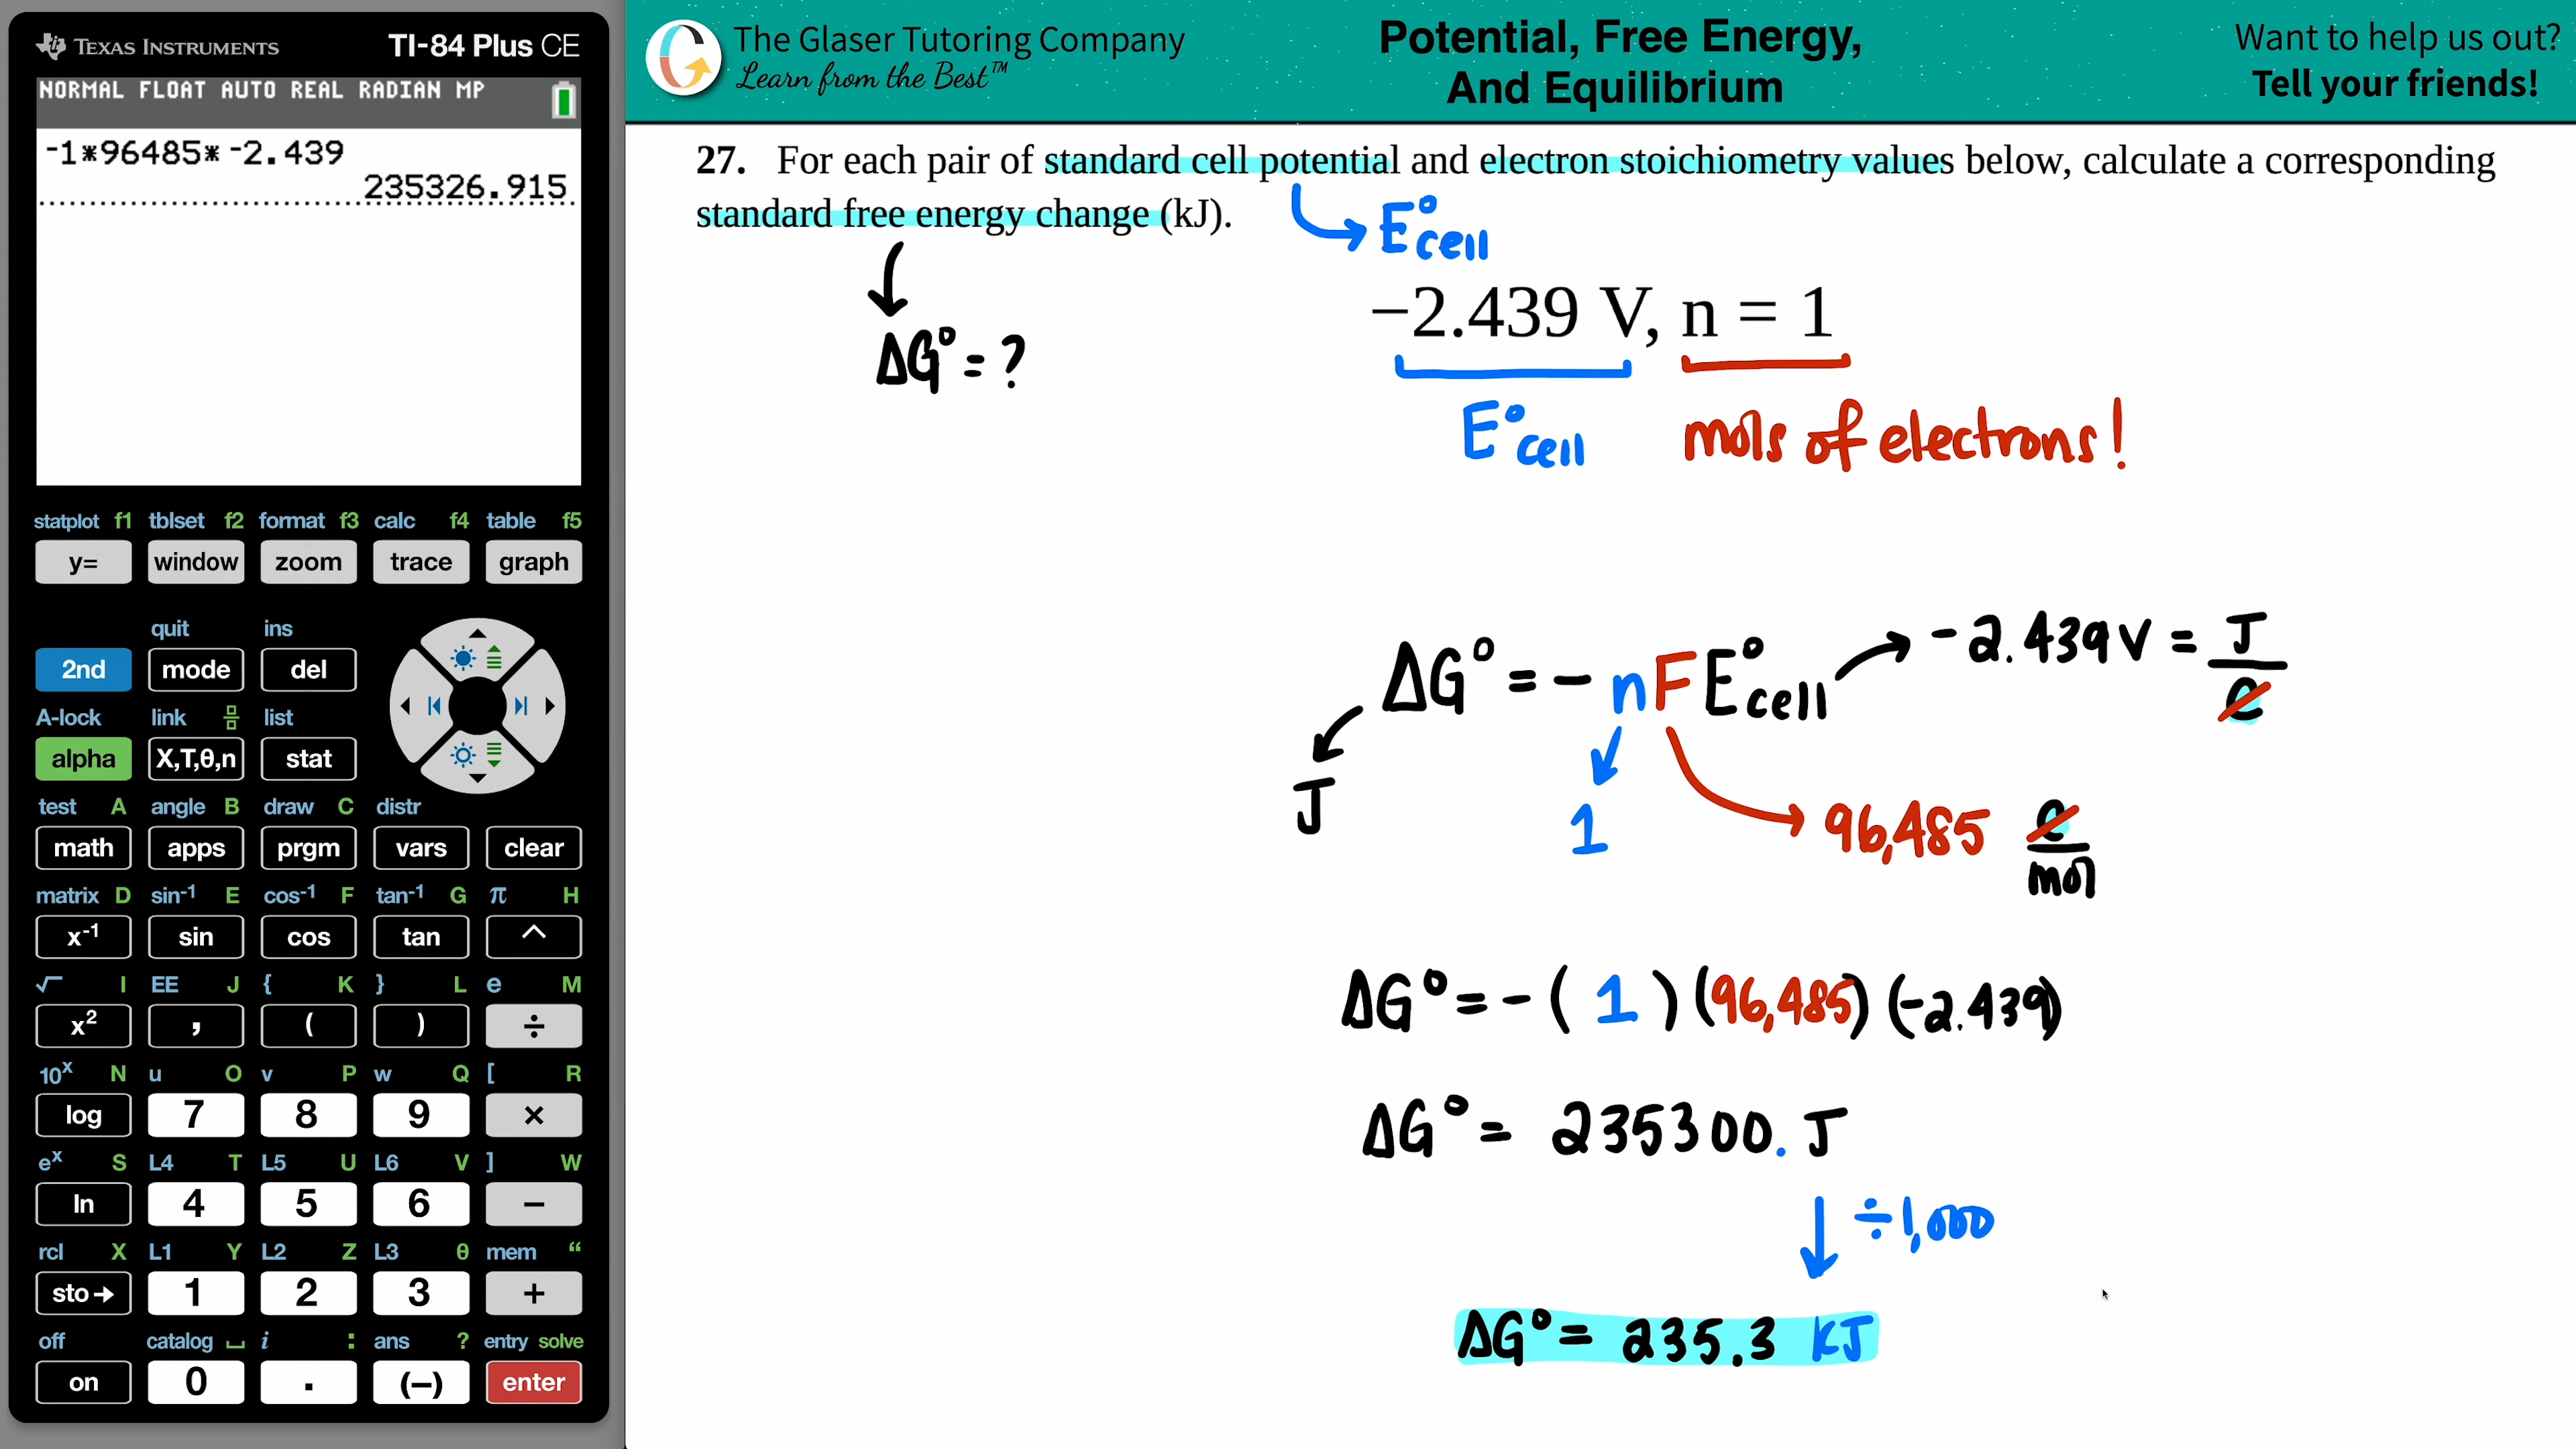 TEXAS INSTRUMENTS TI-84 Plus CE
NORMAL FLOAT AUTO REAL RADIAN MP
-1*96485*-2.439
235326.915
statplot f1 tblset f2 format f3 calc f4 table f5
y= window zoom trace graph
quit ins
2nd mode del
A-lock link list
alpha X,T,θ,n stat
test A angle B draw C distr
math apps prgm vars clear
matrix D sin⁻¹ E cos⁻¹ F tan⁻¹ G π H
x⁻¹ sin cos tan ^
√ I EE J { K } L e M
x² , ( ) ÷
10ˣ N u O v P w Q [ R
log 7 8 9 ×
eˣ S L4 T L5 U L6 V ] W
ln 4 5 6 −
rcl X L1 Y L2 Z L3 θ mem "
sto→ 1 2 3 +
off catalog ⎵ i : ans ? entry solve
on 0 . (−) enter
The Glaser Tutoring Company
Learn from the Best™
Potential, Free Energy,
And Equilibrium
Want to help us out?
Tell your friends!
27. For each pair of standard cell potential and electron stoichiometry values below, calculate a corresponding
standard free energy change (kJ).
E°cell
ΔG° = ?
−2.439 V, n = 1
E°cell mols of electrons!
ΔG° = - nFE°cell → -2.439 V = J/C
J 1 96,485 C/mol
ΔG° = - ( 1 ) (96,485) (-2.439)
ΔG° = 235300. J
÷1,000
ΔG° = 235.3 KJ